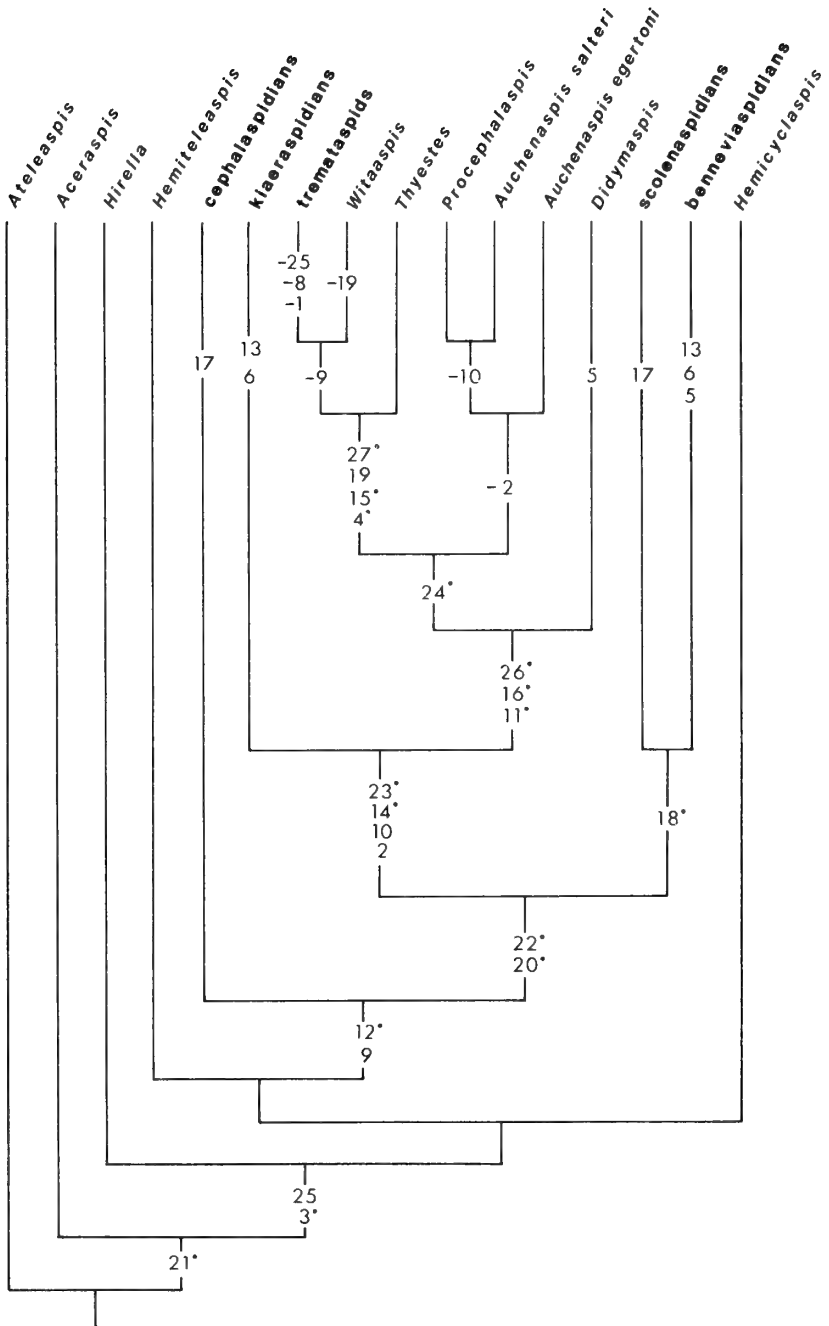 Ateleaspis
Aceraspis
Hirella
Hemiteleaspis
cephalaspidians
kiaeraspidians
tremataspids
Witaaspis
Thyestes
Procephalaspis
Auchenaspis salteri
Auchenaspis egertoni
Didymaspis
scolenaspidians
benneviaspidians
Hemicyclaspis
-25
-8
-1
-19
17
13
6
-9
-10
5
17
13
6
5
27*
19
15*
4*
-2
24*
26*
16*
11*
23*
14*
10
2
18*
22*
20*
12*
9
25
3*
21*